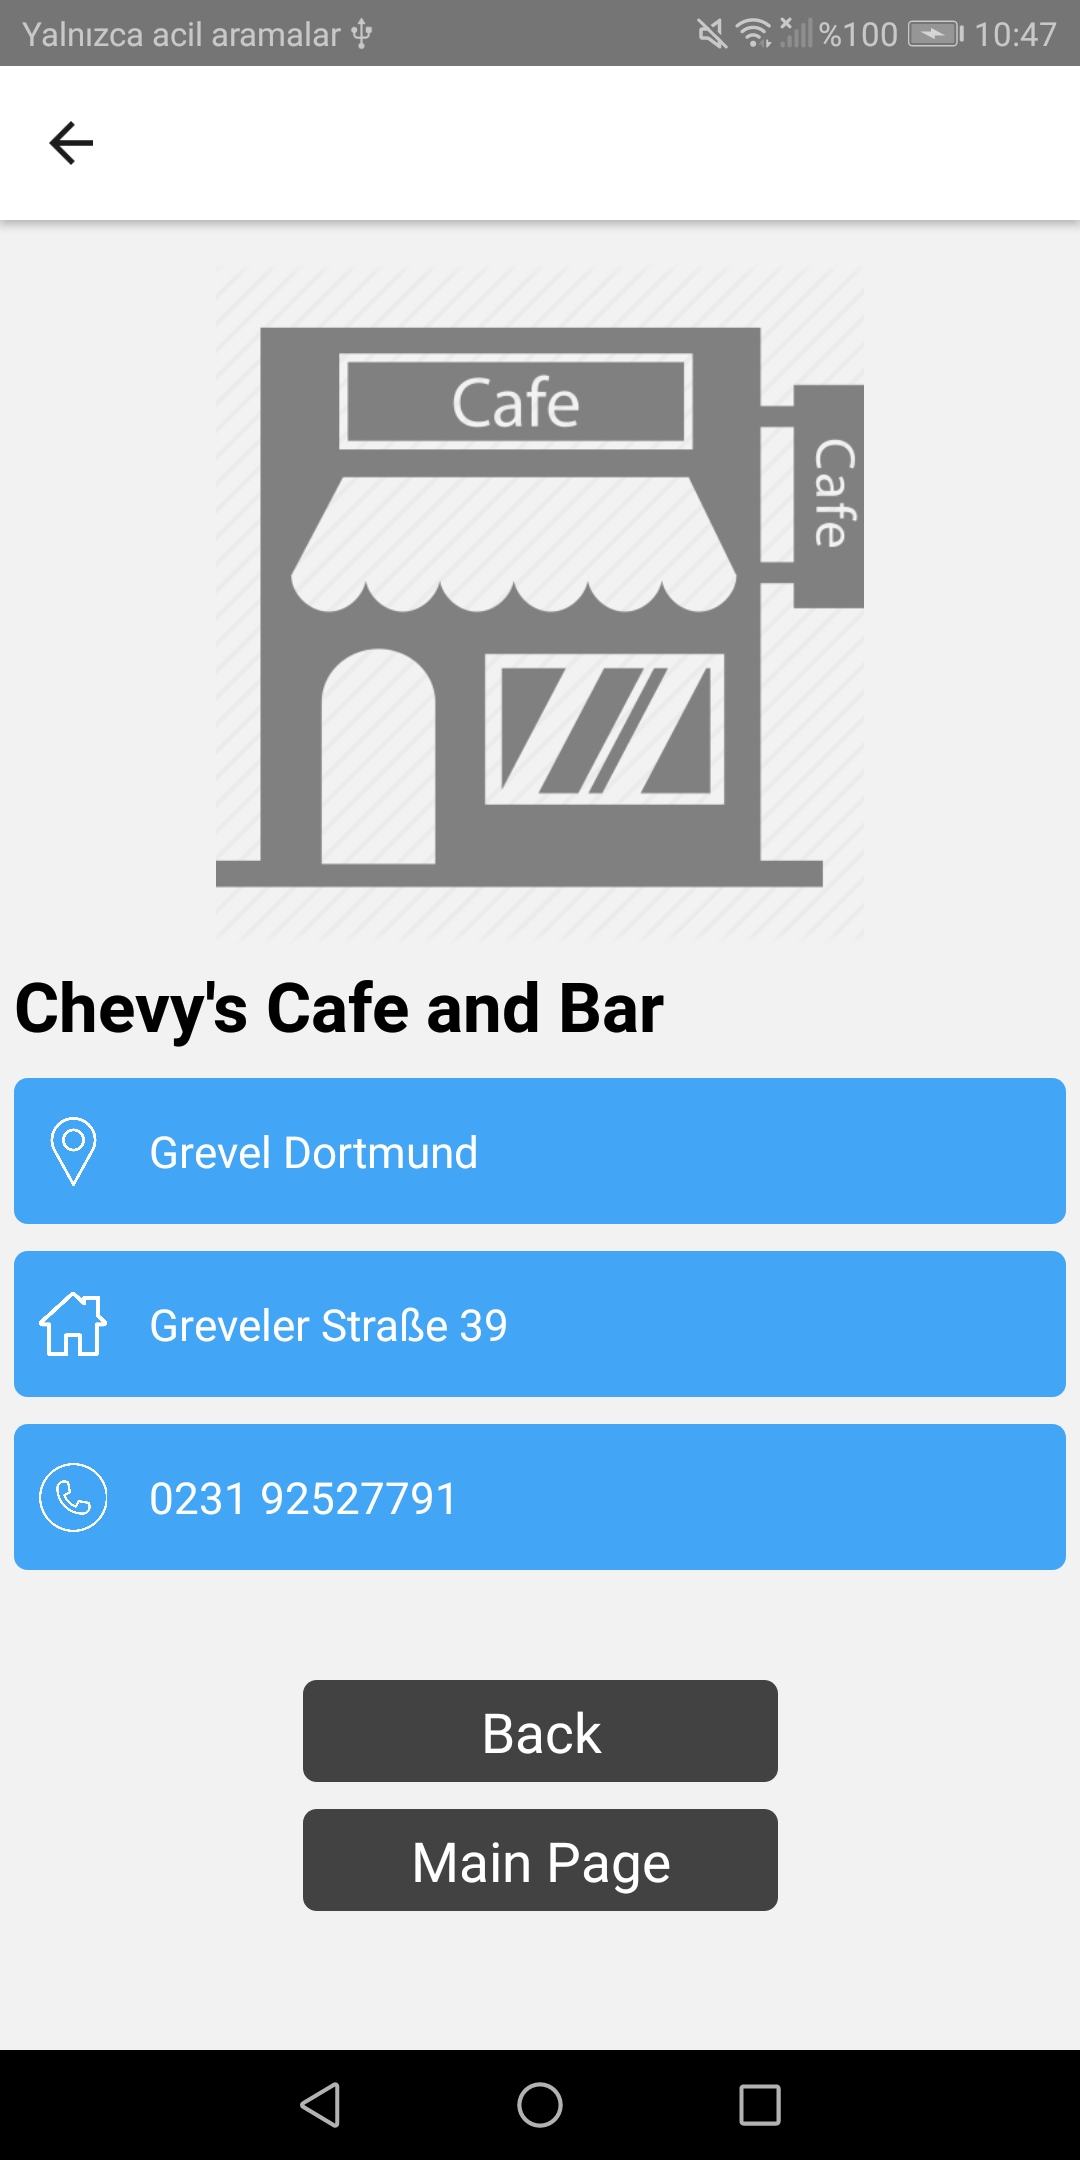 Yalnızca acil aramalar %100 10:47
Cafe
Cafe
Chevy's Cafe and Bar
Grevel Dortmund
Greveler Straße 39
0231 92527791
Back
Main Page